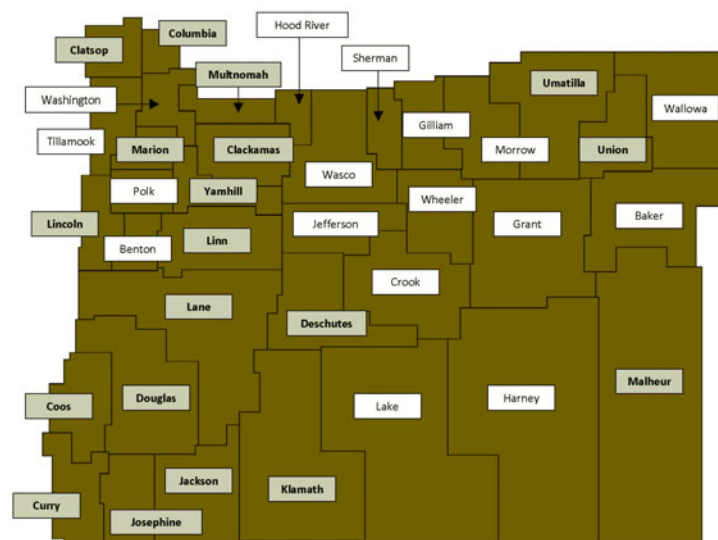 Hood River
Columbia
Clatsop
Sherman
Multnomah
Umatilla
Washington
Wallowa
Gilliam
Tillamook
Marion
Clackamas
Morrow
Union
Wasco
Polk
Yamhill
Wheeler
Lincoln
Jefferson
Grant
Baker
Linn
Benton
Crook
Lane
Deschutes
Malheur
Coos
Douglas
Lake
Harney
Jackson
Klamath
Curry
Josephine